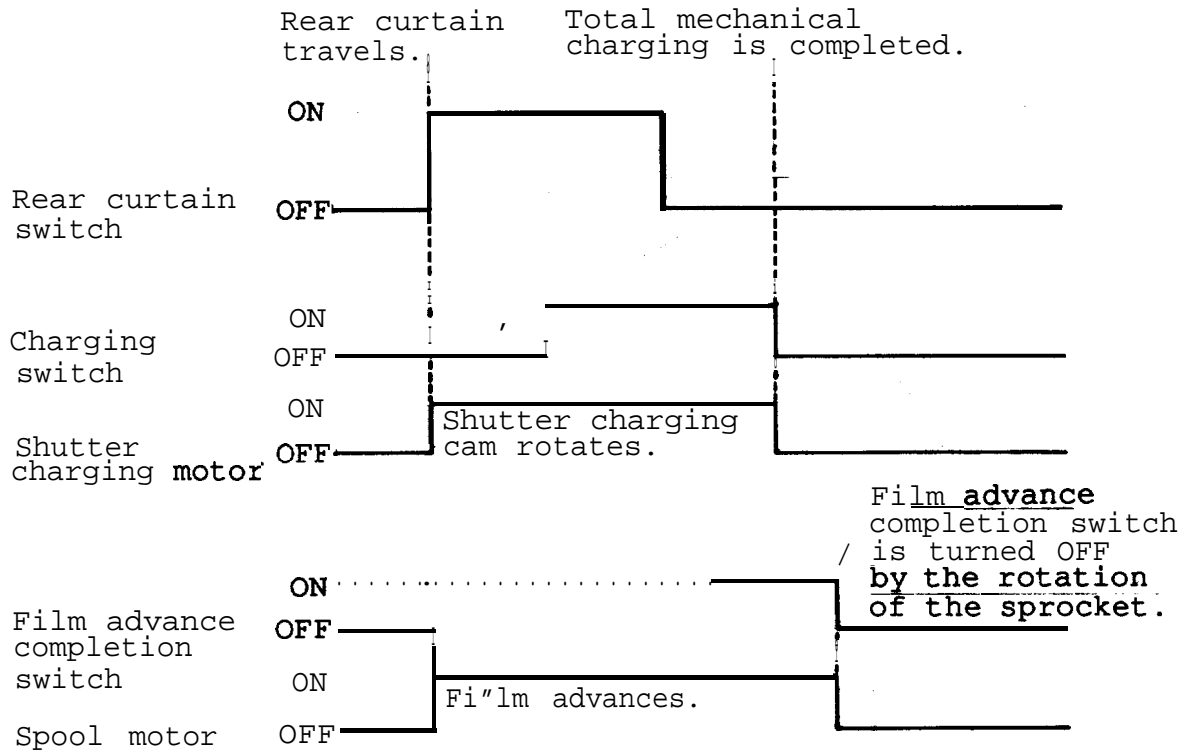 Rear curtain
travels.
Total mechanical
charging is completed.
ON
Rear curtain
switch
OFF
ON
Charging
switch
OFF
ON
Shutter charging
cam rotates.
Shutter
charging motor
OFF
Film advance
completion switch
is turned OFF
by the rotation
of the sprocket.
ON
Film advance
completion
switch
OFF
ON
Fi"lm advances.
Spool motor
OFF